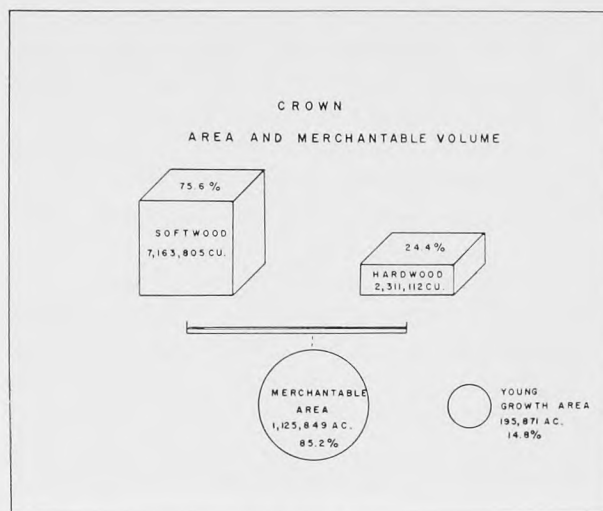 CROWN
AREA AND MERCHANTABLE VOLUME
75.6%
SOFTWOOD
7,163,805 CU.
24.4%
HARDWOOD
2,311,112 CU.
MERCHANTABLE
AREA
1,125,849 AC.
85.2%
YOUNG
GROWTH AREA
195,871 AC.
14.8%